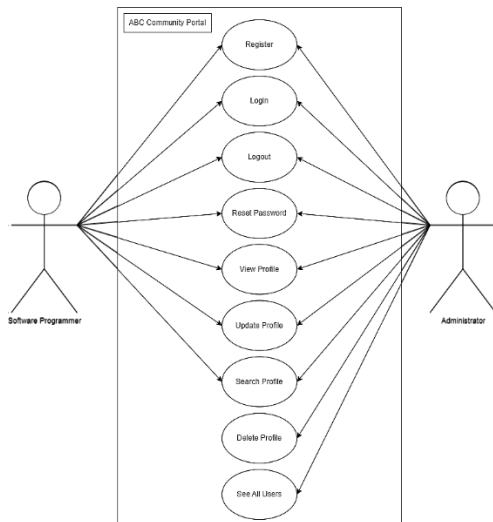 ABC Community Portal
Register
Login
Logout
Reset Password
View Profile
Update Profile
Search Profile
Delete Profile
See All Users
Software Programmer
Administrator